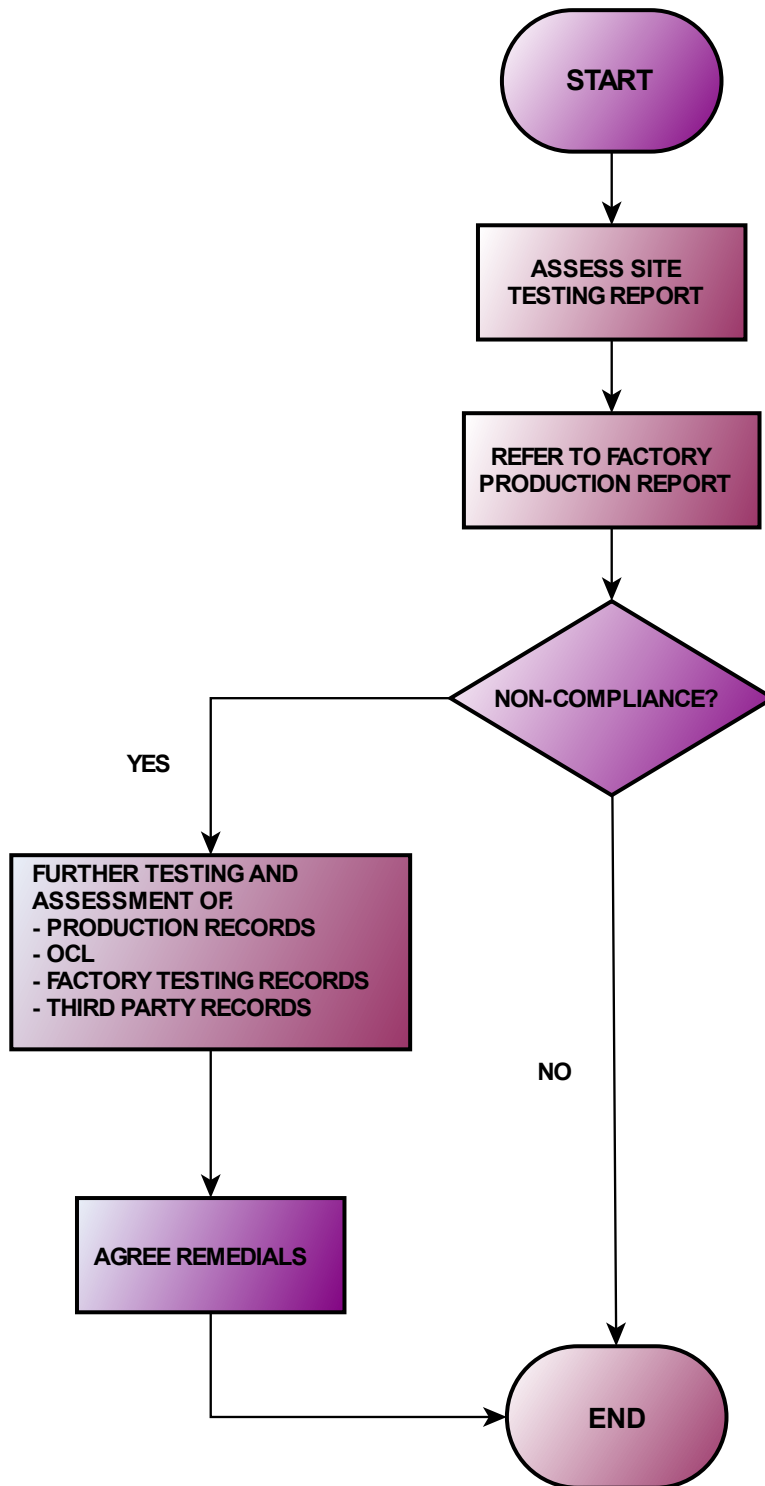 START
ASSESS SITE
TESTING REPORT
REFER TO FACTORY
PRODUCTION REPORT
NON-COMPLIANCE?
YES
FURTHER TESTING AND
ASSESSMENT OF:
- PRODUCTION RECORDS
- OCL
- FACTORY TESTING RECORDS
- THIRD PARTY RECORDS
NO
AGREE REMEDIALS
END